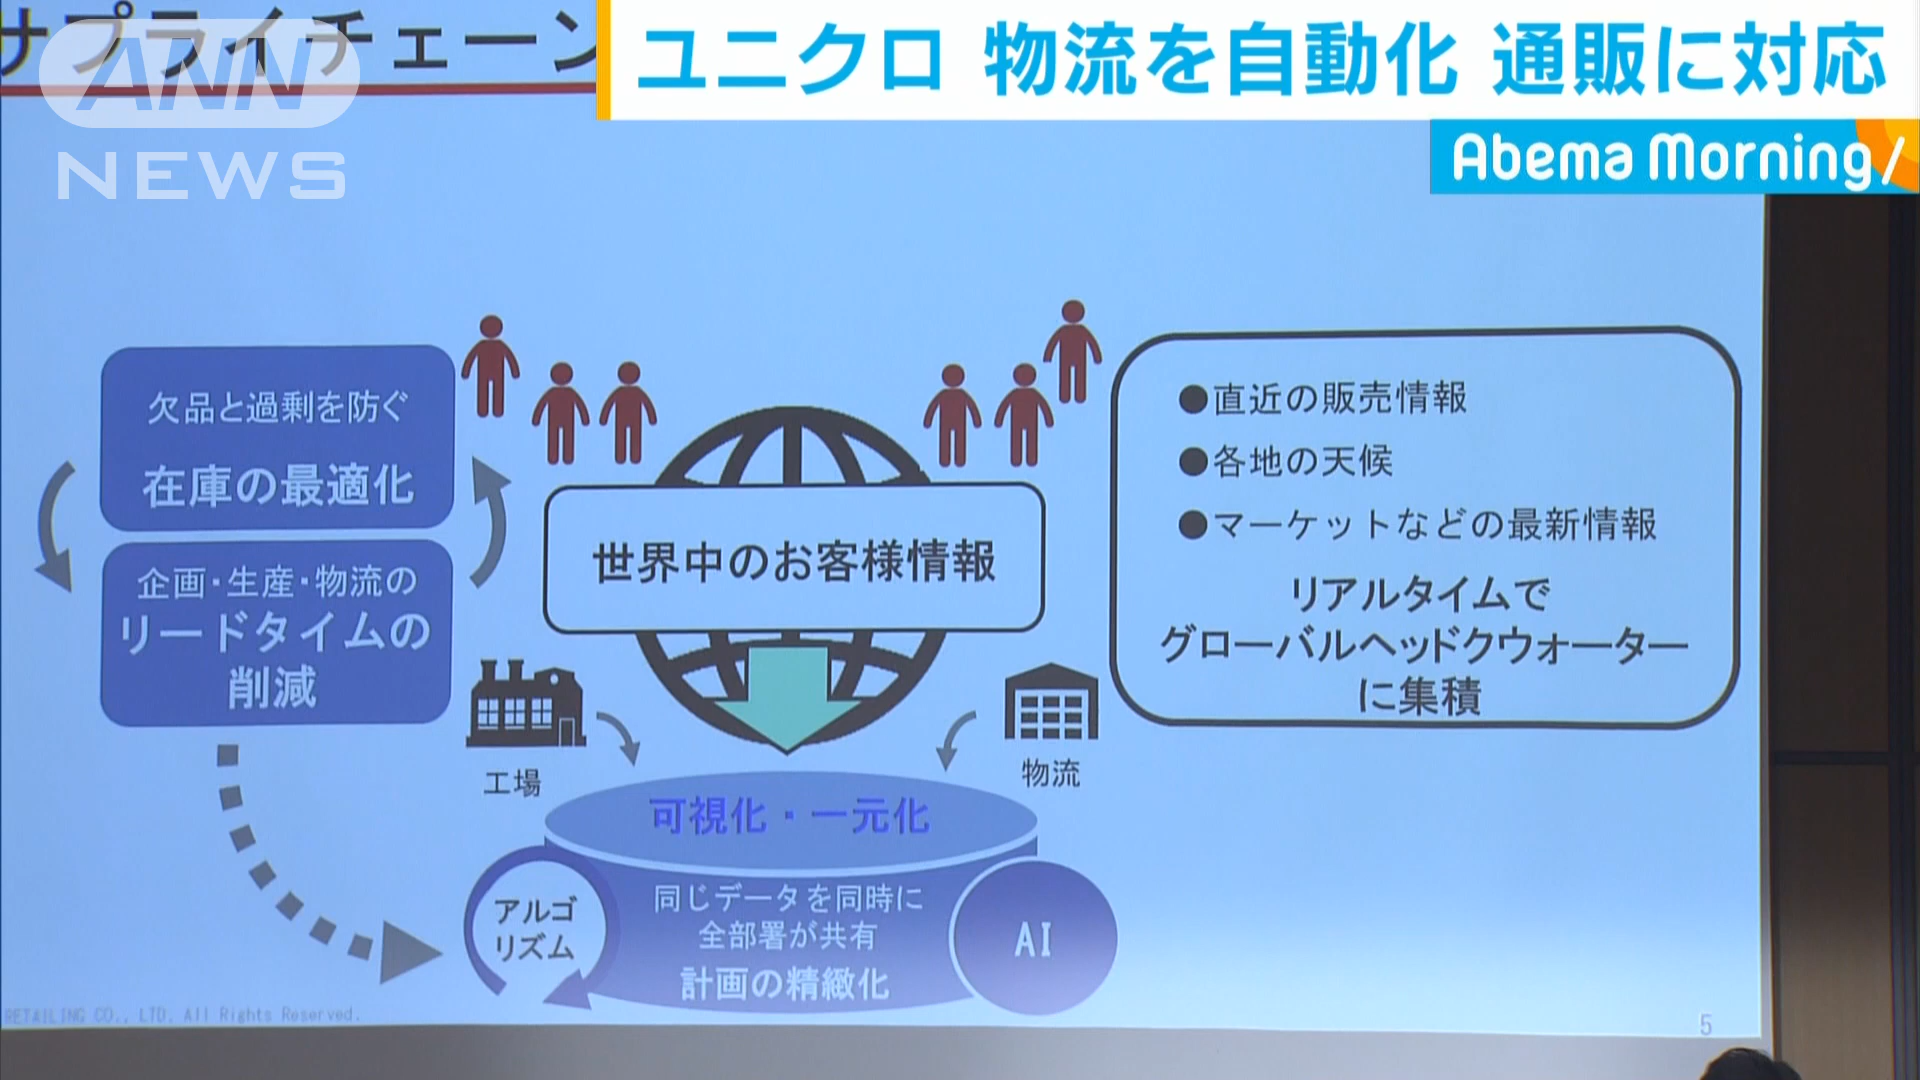 サプライチェーン
ANN
NEWS
ユニクロ 物流を自動化 通販に対応
Abema Morning/
欠品と過剰を防ぐ
在庫の最適化
企画・生産・物流の
リードタイムの
削減
世界中のお客様情報
●直近の販売情報
●各地の天候
●マーケットなどの最新情報
リアルタイムで
グローバルヘッドクウォーター
に集積
工場
物流
可視化・一元化
アルゴ
リズム
同じデータを同時に
全部署が共有
計画の精緻化
AI
RETAILING CO., LTD. All Rights Reserved.
5